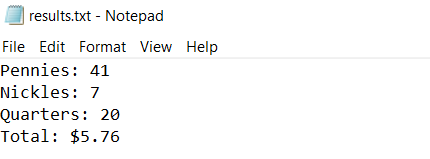 results.txt - Notepad
File Edit Format View Help
Pennies: 41
Nickles: 7
Quarters: 20
Total: $5.76